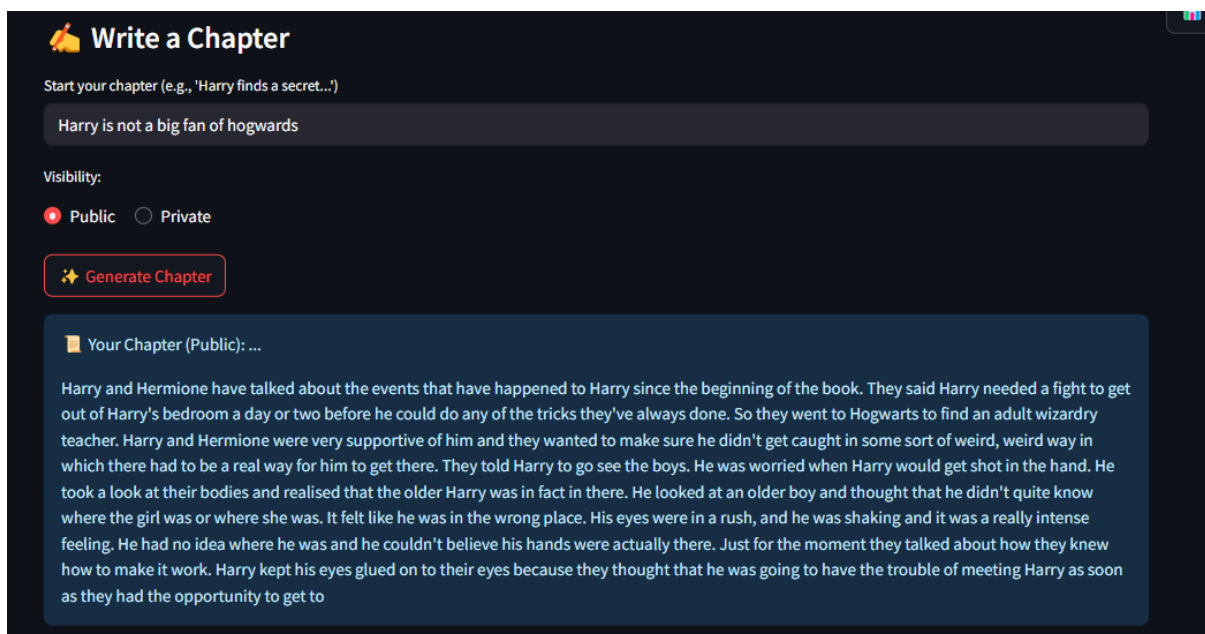 Write a Chapter
Start your chapter (e.g., 'Harry finds a secret...')
Harry is not a big fan of hogwards
Visibility:
Public Private
Generate Chapter
Your Chapter (Public): ...
Harry and Hermione have talked about the events that have happened to Harry since the beginning of the book. They said Harry needed a fight to get
out of Harry's bedroom a day or two before he could do any of the tricks they've always done. So they went to Hogwarts to find an adult wizardry
teacher. Harry and Hermione were very supportive of him and they wanted to make sure he didn't get caught in some sort of weird, weird way in
which there had to be a real way for him to get there. They told Harry to go see the boys. He was worried when Harry would get shot in the hand. He
took a look at their bodies and realised that the older Harry was in fact in there. He looked at an older boy and thought that he didn't quite know
where the girl was or where she was. It felt like he was in the wrong place. His eyes were in a rush, and he was shaking and it was a really intense
feeling. He had no idea where he was and he couldn't believe his hands were actually there. Just for the moment they talked about how they knew
how to make it work. Harry kept his eyes glued on to their eyes because they thought that he was going to have the trouble of meeting Harry as soon
as they had the opportunity to get to